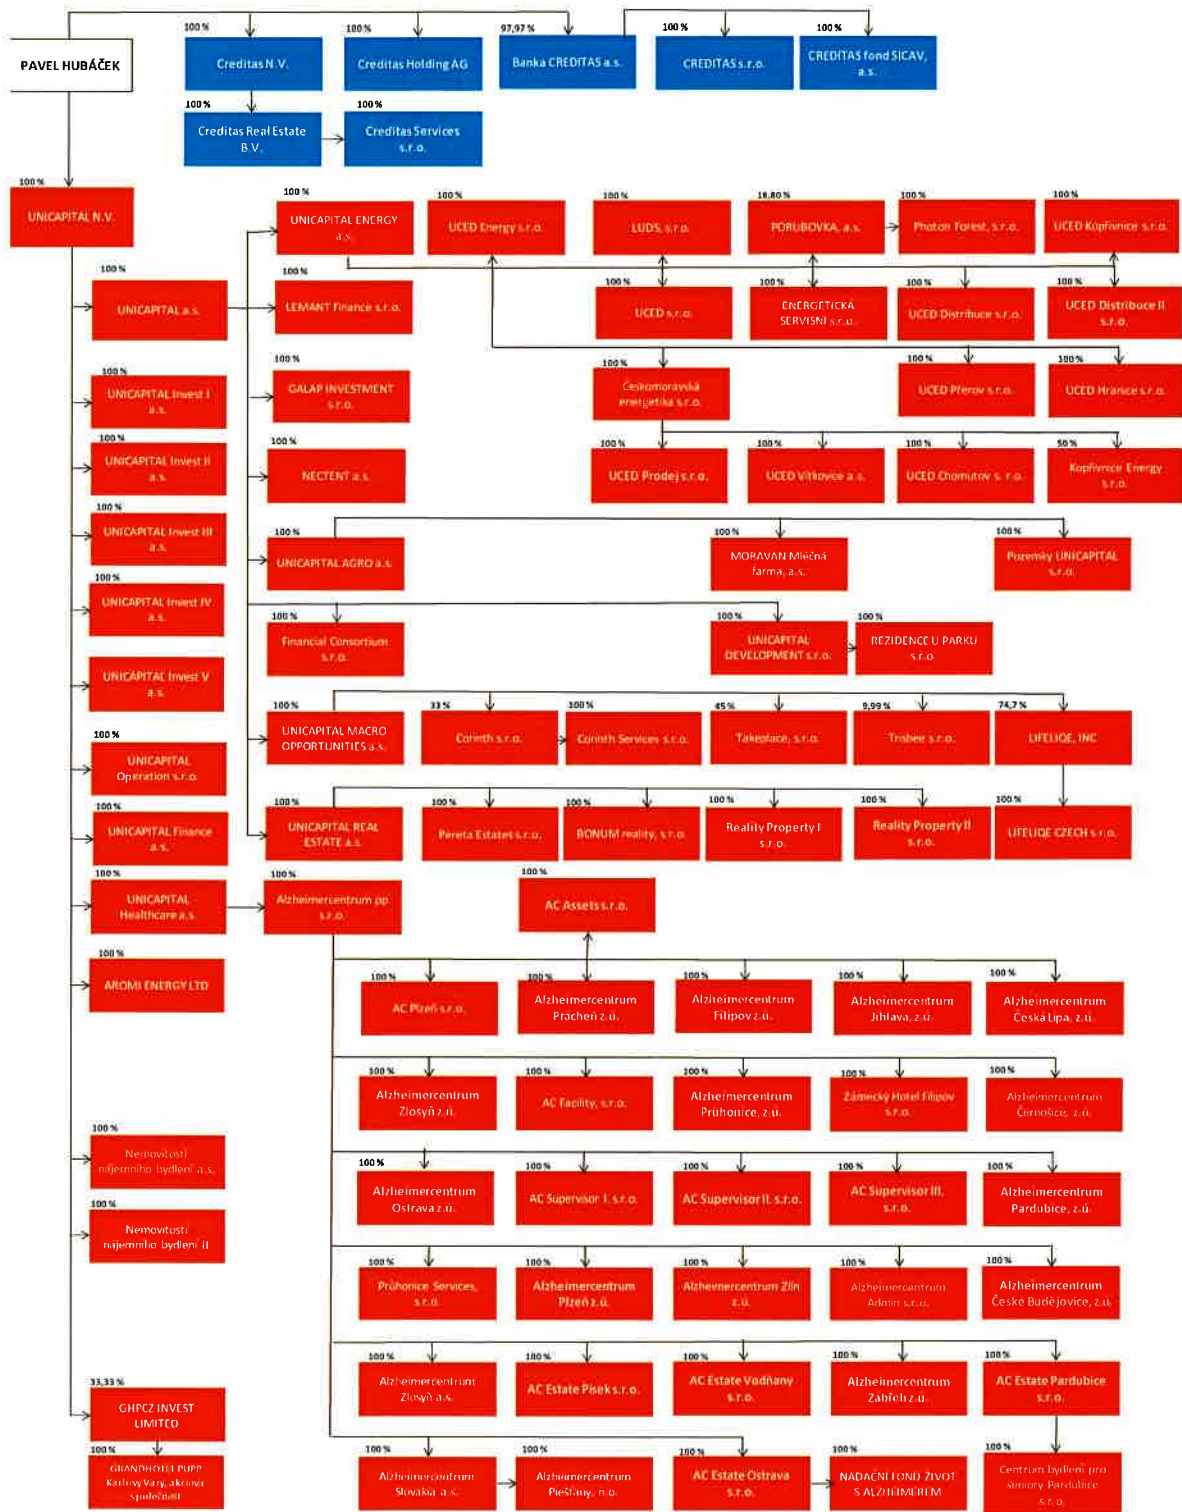 100 %
100 %
97,97 %
100 %
100 %
PAVEL HUBÁČEK
Creditas N.V.
Creditas Holding AG
Banka CREDITAS a.s.
CREDITAS s.r.o.
CREDITAS fond SICAV,
a.s.
100 %
100 %
Creditas Real Estate
B.V.
Creditas Services
s.r.o.
100 %
UNICAPITAL N.V.
100 %
100 %
100 %
18,80 %
100 %
100 %
UNICAPITAL ENERGY
a.s.
UCED Energy s.r.o.
LUDS, s.r.o.
PORUBOVKA, a.s.
Photon Forest, s.r.o.
UCED Kopřivnice s.r.o.
100 %
100 %
100 %
100 %
100 %
100 %
UNICAPITAL a.s.
LEMANT Finance s.r.o.
UCED s.r.o.
ENERGETICKÁ
SERVISNÍ s.r.o.
UCED Distribuce s.r.o.
UCED Distribuce II
s.r.o.
100 %
100 %
100 %
100 %
100 %
UNICAPITAL Invest I
a.s.
GALAP INVESTMENT
s.r.o.
Českomoravská
energetika s.r.o.
UCED Přerov s.r.o.
UCED Hranice s.r.o.
100 %
100 %
100 %
100 %
100 %
50 %
UNICAPITAL Invest II
a.s.
NECTENT a.s.
UCED Prodej s.r.o.
UCED Vítkovice a.s.
UCED Chomutov s. r.o.
Kopřivnice Energy
s.r.o.
100 %
100 %
100 %
100 %
UNICAPITAL Invest III
a.s.
UNICAPITAL AGRO a.s.
MORAVAN Mléčná
farma, a.s.
Pozemky UNICAPITAL
s.r.o.
100 %
100 %
100 %
100 %
UNICAPITAL Invest IV
a.s.
Financial Consortium
s.r.o.
UNICAPITAL
DEVELOPMENT s.r.o.
REZIDENCE U PARKU
s.r.o.
100 %
UNICAPITAL Invest V
a.s.
100 %
33 %
100 %
45 %
9,99 %
74,7 %
UNICAPITAL MACRO
OPPORTUNITIES a.s.
Corinth s.r.o.
Corinth Services s.r.o.
Takeplace, s.r.o.
Trisbee s.r.o.
LIFELIQE, INC
100 %
UNICAPITAL
Operation s.r.o.
100 %
100 %
100 %
100 %
100 %
100 %
100 %
UNICAPITAL Finance
a.s.
UNICAPITAL REAL
ESTATE a.s.
Pereta Estates s.r.o.
BONUM reality, s.r.o.
Reality Property I
s.r.o.
Reality Property II
s.r.o.
LIFELIQE CZECH s.r.o.
100 %
100 %
100 %
UNICAPITAL
Healthcare a.s.
Alzheimercentrum pp
s.r.o.
AC Assets s.r.o.
100 %
AROMI ENERGY LTD
100 %
100 %
100 %
100 %
100 %
AC Plzeň s.r.o.
Alzheimercentrum
Prácheň z.ú.
Alzheimercentrum
Filipov z.ú.
Alzheimercentrum
Jihlava, z.ú.
Alzheimercentrum
Česká Lípa, z.ú.
100 %
100 %
100 %
100 %
100 %
Alzheimercentrum
Zlosyň z.ú.
AC Facility, s.r.o.
Alzheimercentrum
Průhonice, z.ú.
Zámecký Hotel Filipov
s.r.o.
Alzheimercentrum
Černošice, z.ú.
100 %
Nemovitosti
nájemního bydlení a.s.
100 %
100 %
100 %
100 %
100 %
Alzheimercentrum
Ostrava z.ú.
AC Supervisor I. s.r.o.
AC Supervisor II. s.r.o.
AC Supervisor III.
s.r.o.
Alzheimercentrum
Pardubice, z.ú.
100 %
Nemovitosti
nájemního bydlení II
100 %
100 %
100 %
100 %
100 %
Průhonice Services,
s.r.o.
Alzheimercentrum
Plzeň z.ú.
Alzheimercentrum Zlín
z.ú.
Alzheimercentrum
Admin s.r.o.
Alzheimercentrum
České Budějovice, z.ú.
100 %
100 %
100 %
100 %
100 %
Alzheimercentrum
Zlosyň a.s.
AC Estate Písek s.r.o.
AC Estate Vodňany
s.r.o.
Alzheimercentrum
Zábřeh z.ú.
AC Estate Pardubice
s.r.o.
33,33 %
GHPCZ INVEST
LIMITED
100 %
GRANDHOTEL PUPP
Karlovy Vary, akciová
společnost
100 %
100 %
100 %
100 %
100 %
Alzheimercentrum
Slovakia a.s.
Alzheimercentrum
Piešťany, n.o.
AC Estate Ostrava
s.r.o.
NADAČNÍ FOND ŽIVOT
S ALZHEIMEREM
Centrum bydlení pro
seniory Pardubice
s.r.o.